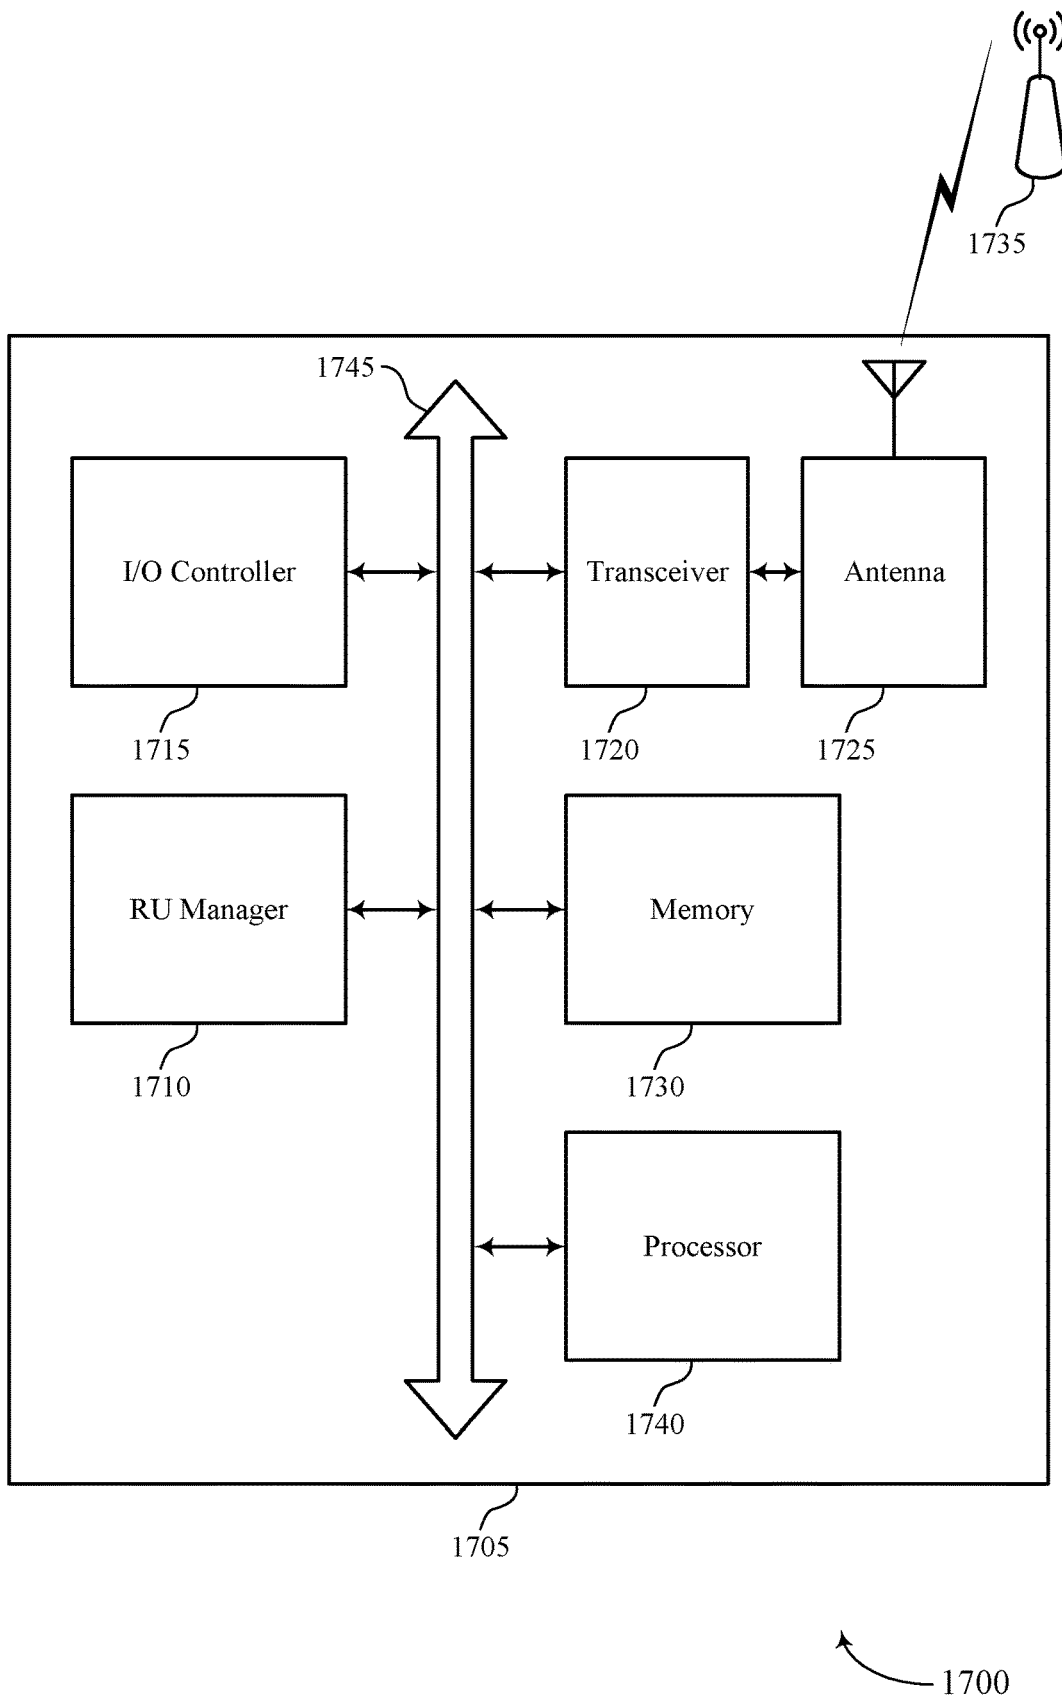 1735
1745
I/O Controller
Transceiver
Antenna
1715
1720
1725
RU Manager
Memory
1710
1730
Processor
1740
1705
1700